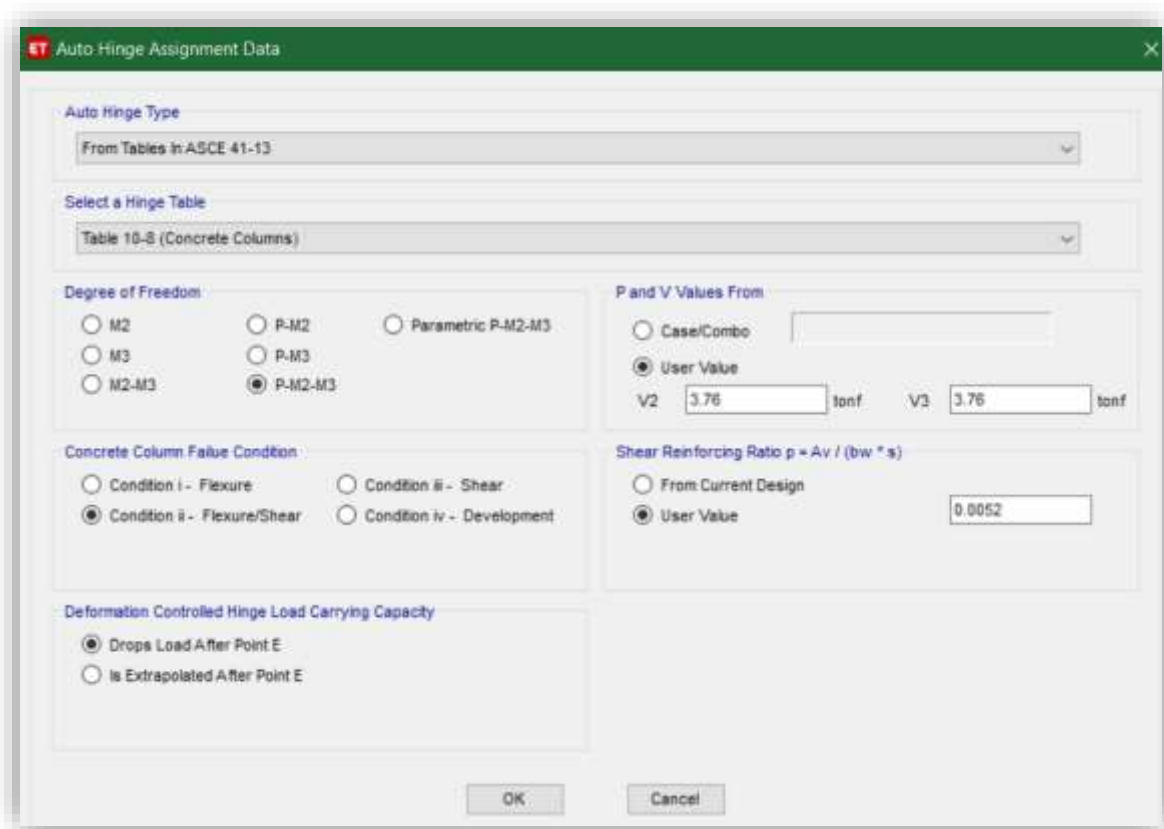 ET Auto Hinge Assignment Data
Auto Hinge Type
From Tables In ASCE 41-13
Select a Hinge Table
Table 10-8 (Concrete Columns)
Degree of Freedom
M2
P-M2
Parametric P-M2-M3
M3
P-M3
M2-M3
P-M2-M3
P and V Values From
Case/Combo
User Value
V2 3.76 tonf V3 3.76 tonf
Concrete Column Failue Condition
Condition i - Flexure
Condition iii - Shear
Condition ii - Flexure/Shear
Condition iv - Development
Shear Reinforcing Ratio p = Av / (bw * s)
From Current Design
User Value 0.0052
Deformation Controlled Hinge Load Carrying Capacity
Drops Load After Point E
Is Extrapolated After Point E
OK
Cancel